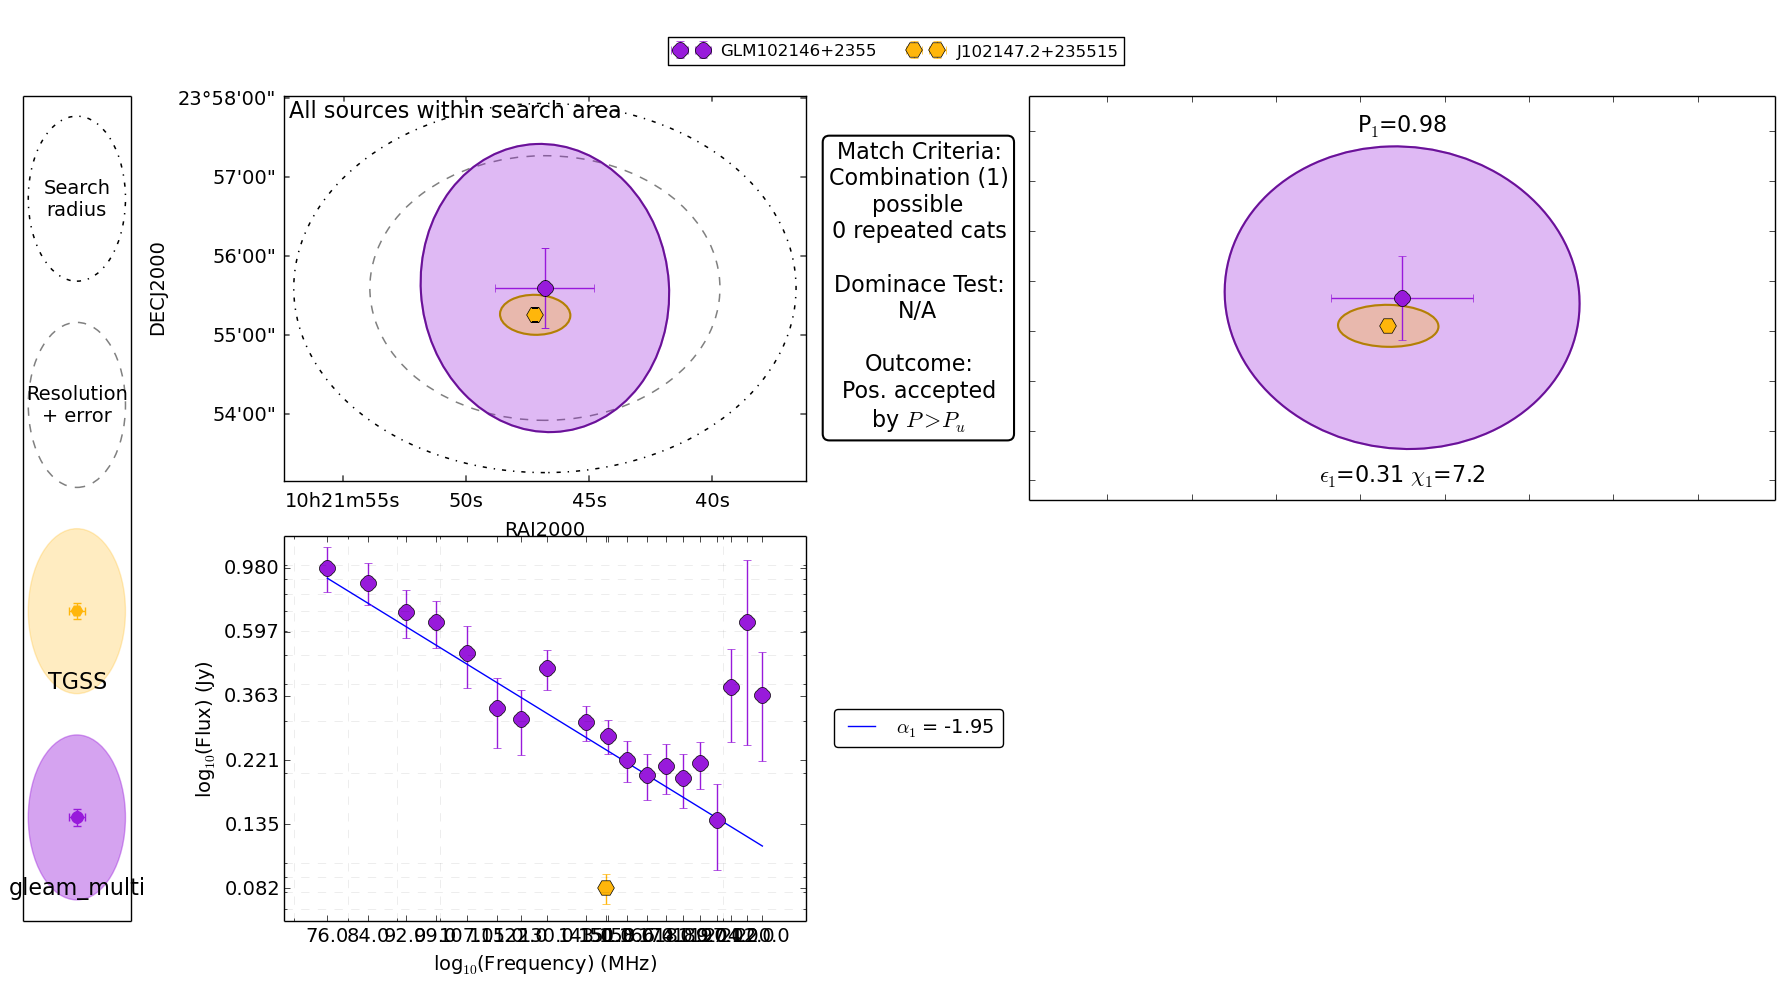 GLM102146+2355
J102147.2+235515
Search
radius
Resolution
+ error
TGSS
gleam_multi
All sources within search area
23°58'00"
57'00"
56'00"
55'00"
54'00"
DECJ2000
10h21m55s
50s
45s
40s
RAJ2000
Match Criteria:
Combination (1)
possible
0 repeated cats
Dominace Test:
N/A
Outcome:
Pos. accepted
by P>Pᵤ
P₁=0.98
ϵ₁=0.31 χ₁=7.2
0.980
0.597
0.363
0.221
0.135
0.082
log₁₀(Flux) (Jy)
76.0
84.0
92.0
99.0
log₁₀(Frequency) (MHz)
α₁ = -1.95